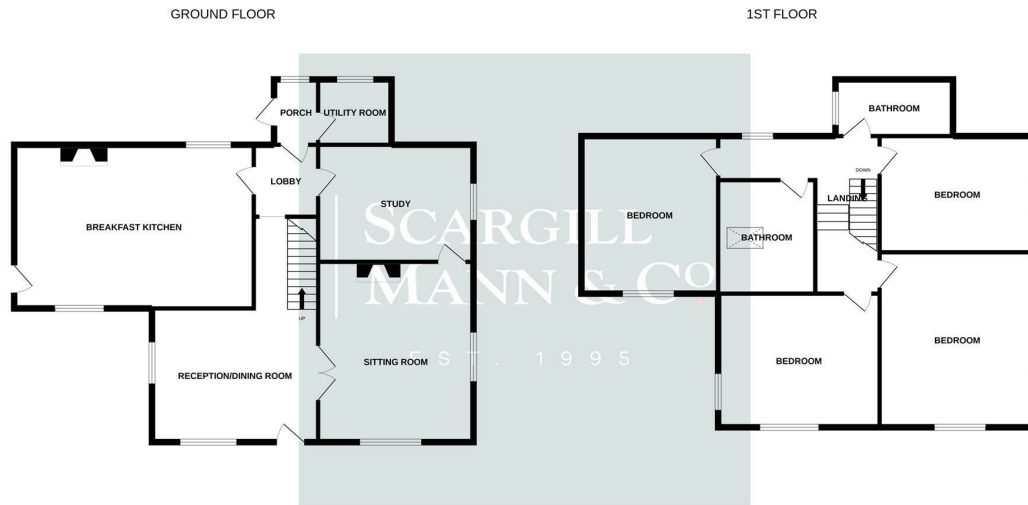 GROUND FLOOR
1ST FLOOR
PORCH
UTILITY ROOM
LOBBY
STUDY
BREAKFAST KITCHEN
UP
RECEPTION/DINING ROOM
SITTING ROOM
BATHROOM
DOWN
LANDING
BEDROOM
BEDROOM
BATHROOM
BEDROOM
BEDROOM
SCARGILL
MANN & CO
EST. 1995